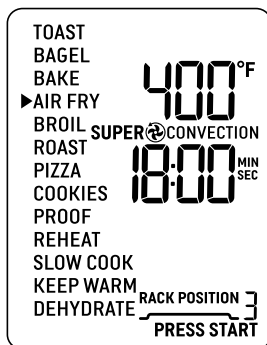 TOAST
BAGEL
BAKE
400°F
▶AIR FRY
BROIL SUPER CONVECTION
ROAST
PIZZA 18:00 MIN SEC
COOKIES
PROOF
REHEAT
SLOW COOK
KEEP WARM
DEHYDRATE RACK POSITION 3
PRESS START